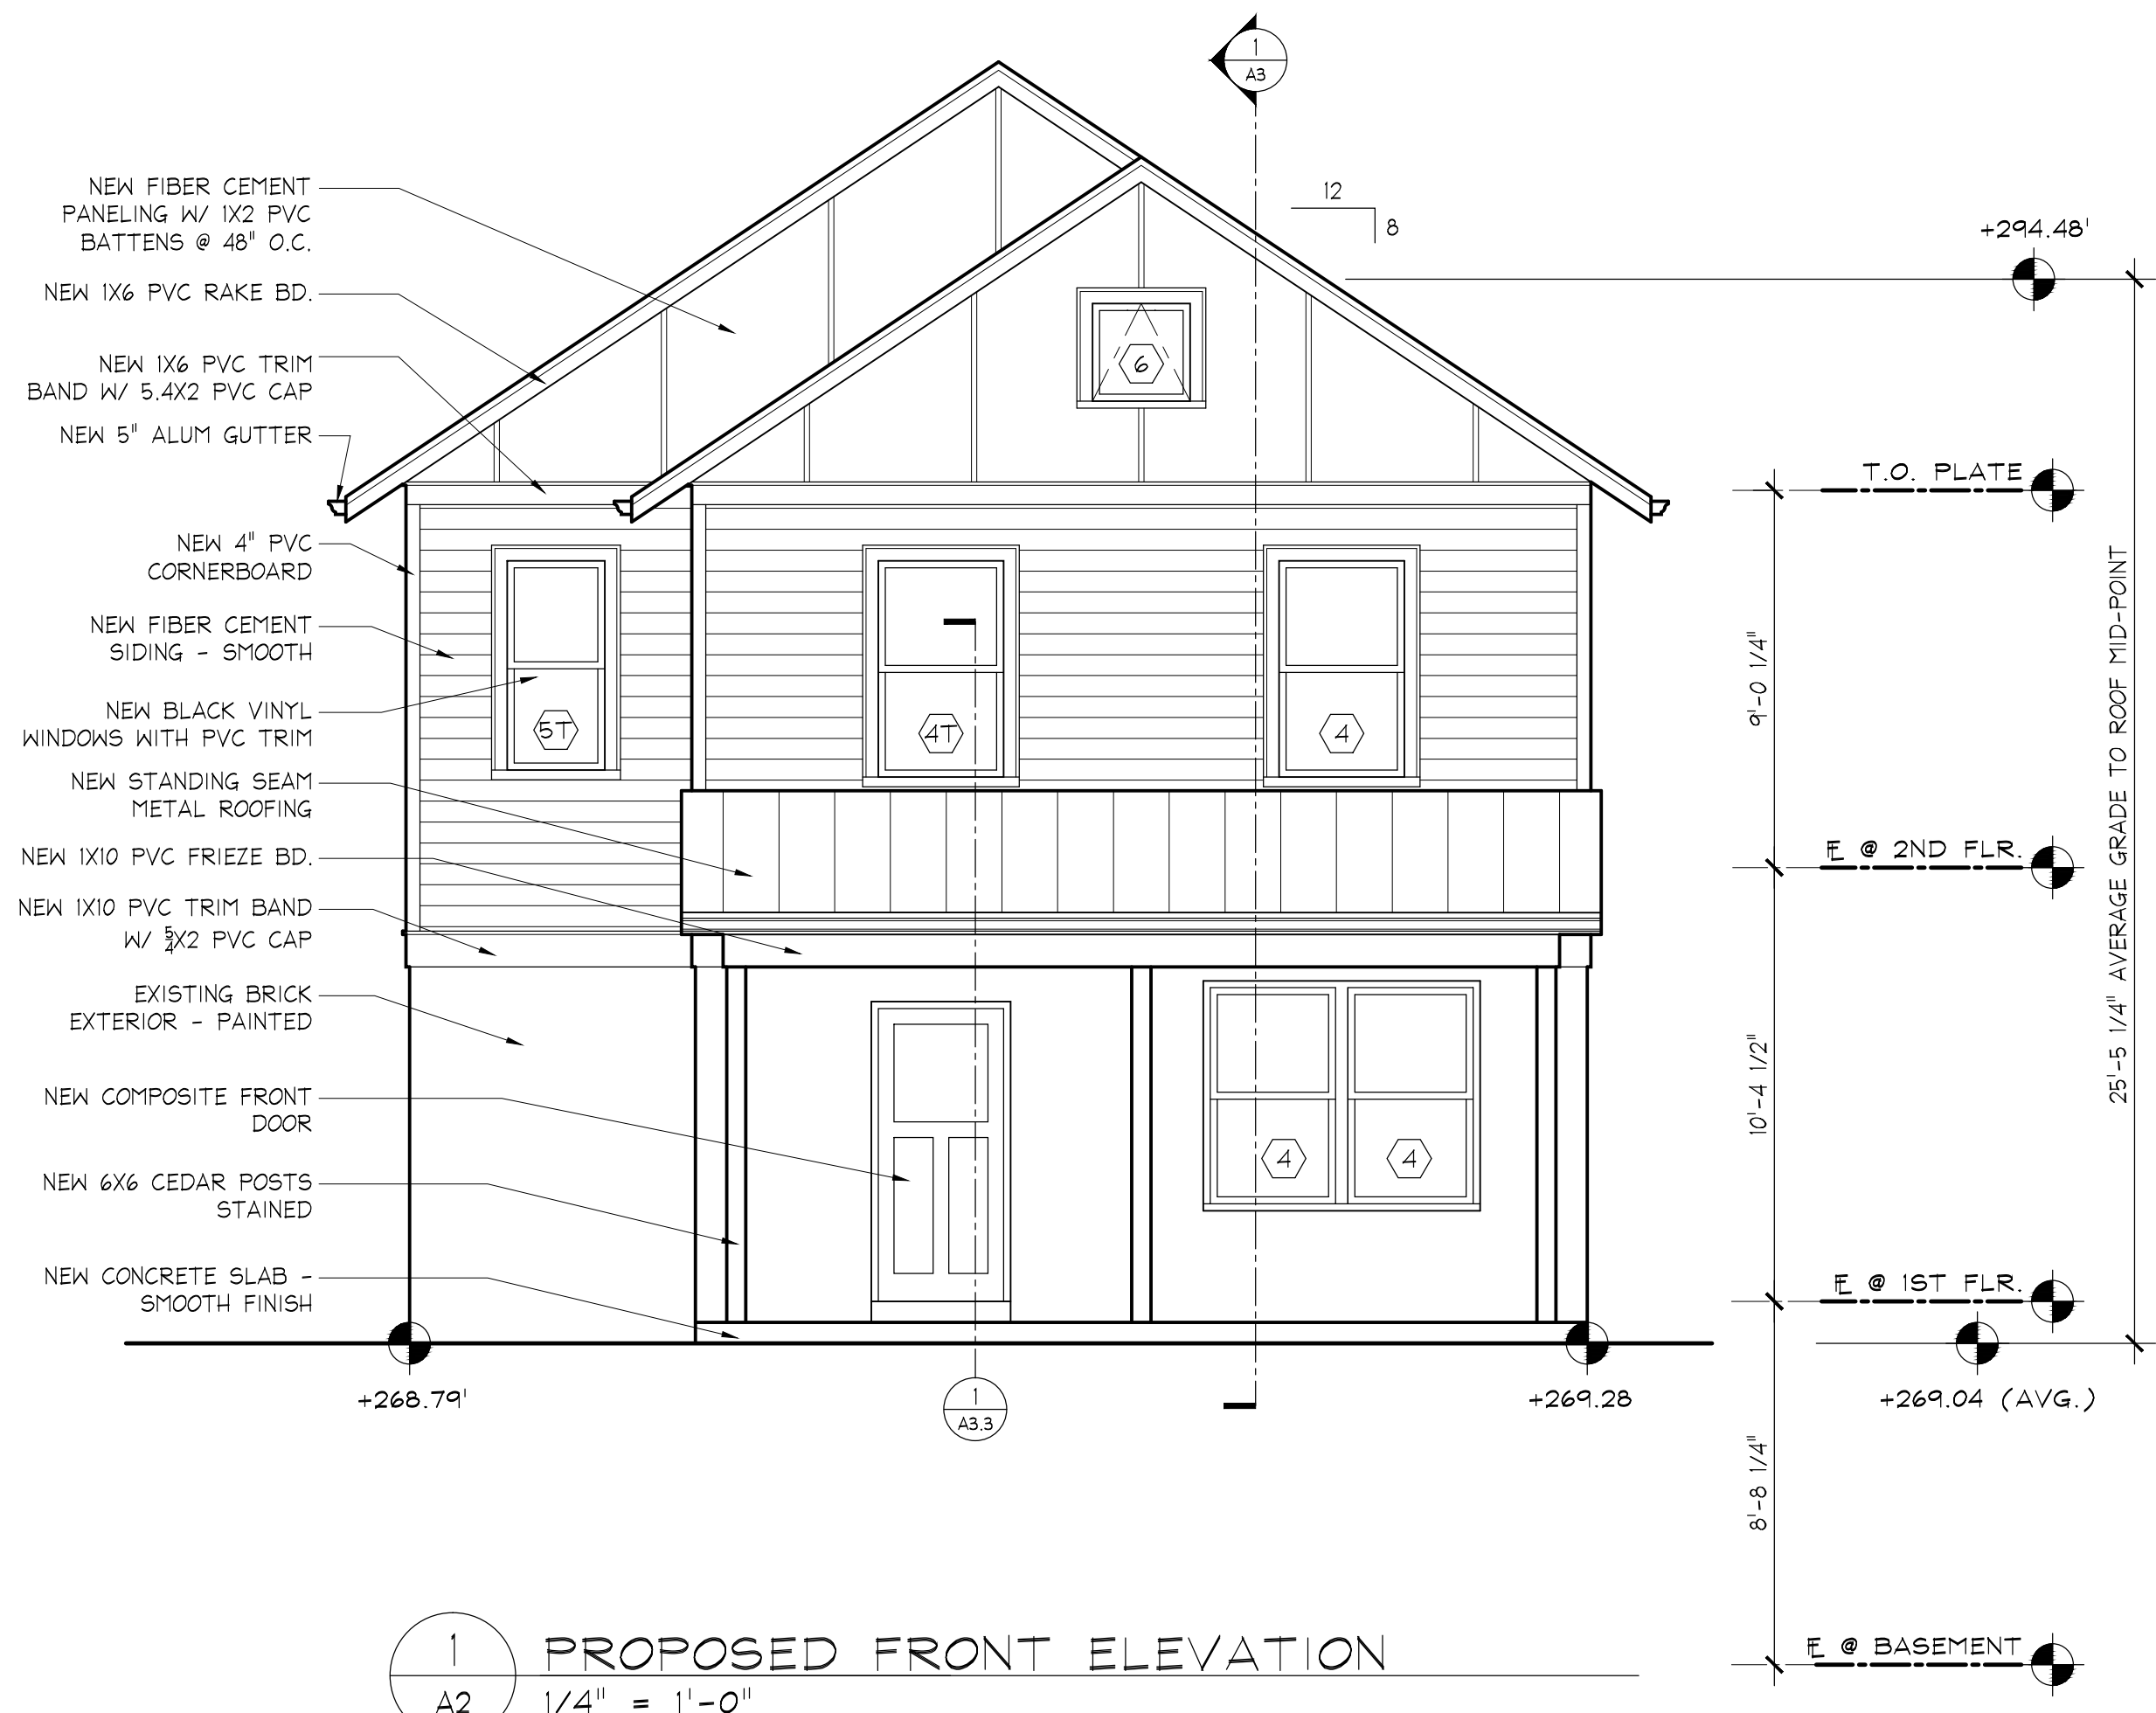 1
A3
12
8
+294.48'
NEW FIBER CEMENT
PANELING W/ 1X2 PVC
BATTENS @ 48" O.C.
NEW 1X6 PVC RAKE BD.
NEW 1X6 PVC TRIM
BAND W/ 5.4X2 PVC CAP
NEW 5" ALUM GUTTER
NEW 4" PVC
CORNERBOARD
NEW FIBER CEMENT
SIDING - SMOOTH
NEW BLACK VINYL
WINDOWS WITH PVC TRIM
NEW STANDING SEAM
METAL ROOFING
NEW 1X10 PVC FRIEZE BD.
NEW 1X10 PVC TRIM BAND
W/ 5/4X2 PVC CAP
EXISTING BRICK
EXTERIOR - PAINTED
NEW COMPOSITE FRONT
DOOR
NEW 6X6 CEDAR POSTS
STAINED
NEW CONCRETE SLAB -
SMOOTH FINISH
6
5T
4T
4
4
4
T.O. PLATE
9'-0 1/4"
FE @ 2ND FLR.
10'-4 1/2"
FE @ 1ST FLR.
8'-8 1/4"
FE @ BASEMENT
25'-5 1/4" AVERAGE GRADE TO ROOF MID-POINT
+268.79'
1
A3.3
+269.28
+269.04 (AVG.)
1
A2
PROPOSED FRONT ELEVATION
1/4" = 1'-0"